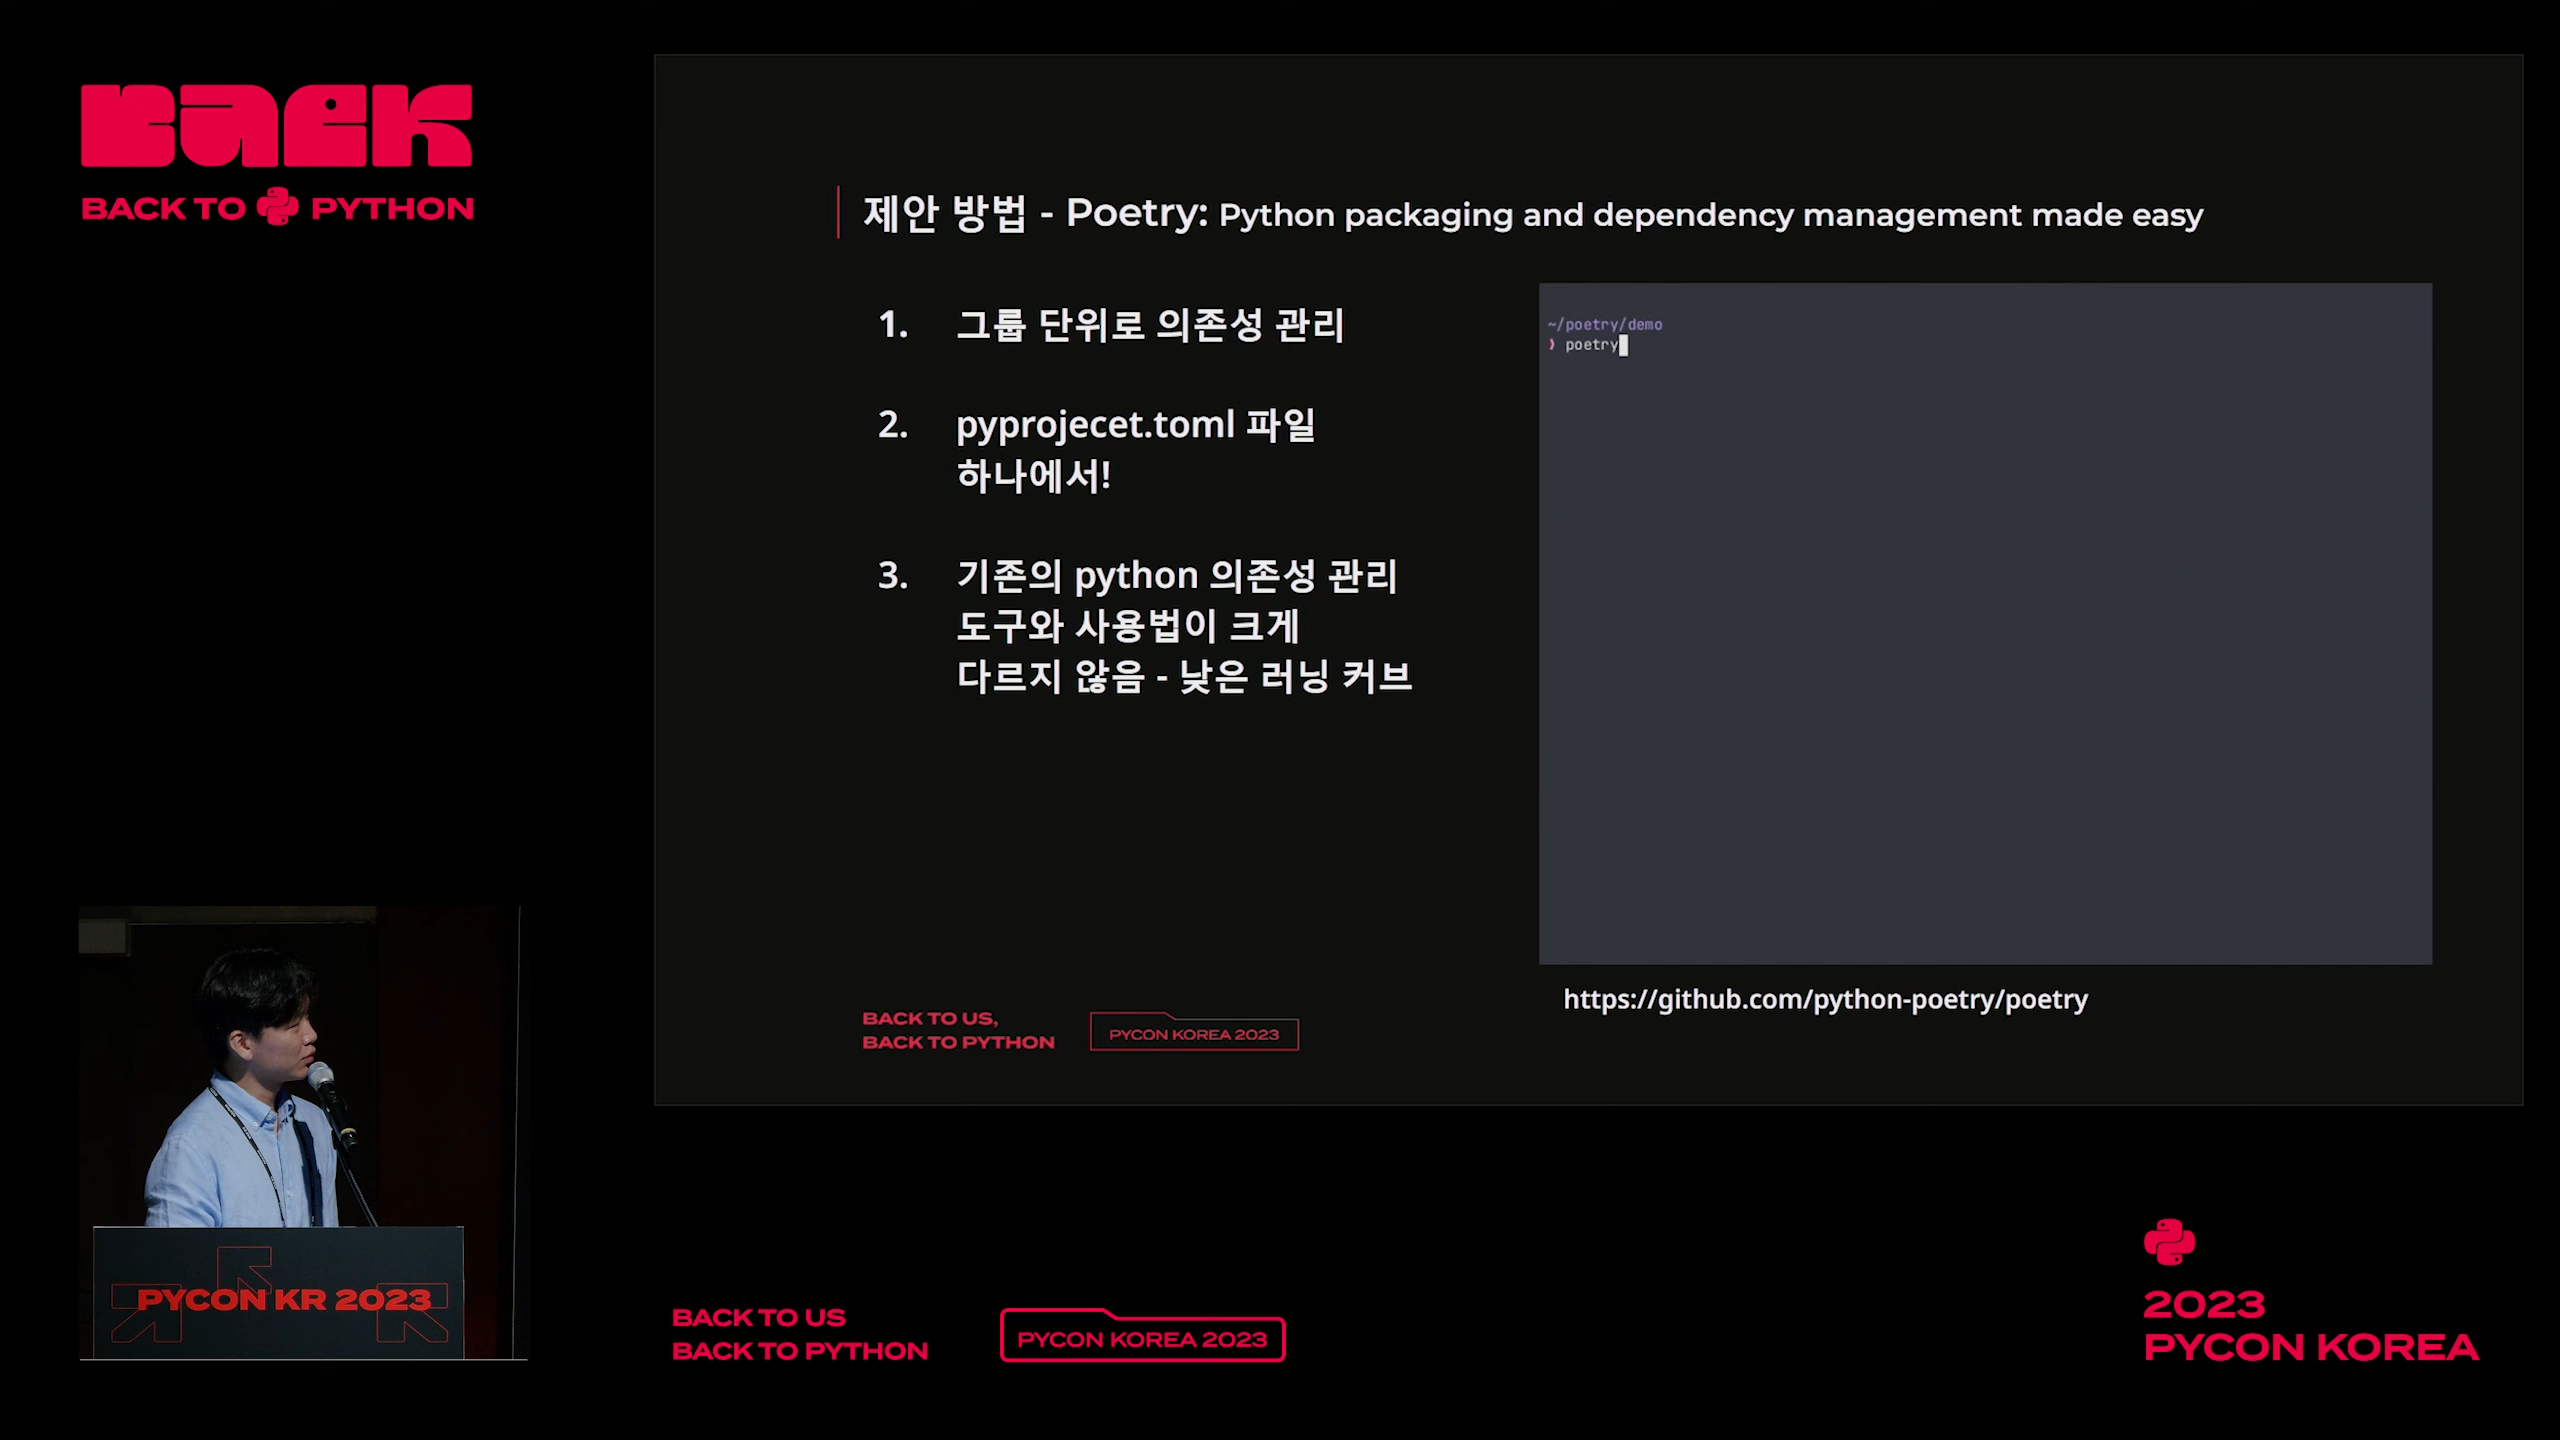 BACK
BACK TO PYTHON
제안 방법 - Poetry: Python packaging and dependency management made easy
1. 그룹 단위로 의존성 관리
2. pyprojecet.toml 파일
하나에서!
3. 기존의 python 의존성 관리
도구와 사용법이 크게
다르지 않음 - 낮은 러닝 커브
~/poetry/demo
❯ poetry
https://github.com/python-poetry/poetry
BACK TO US,
BACK TO PYTHON
PYCON KOREA 2023
PYCON KR 2023
BACK TO US
BACK TO PYTHON
PYCON KOREA 2023
2023
PYCON KOREA